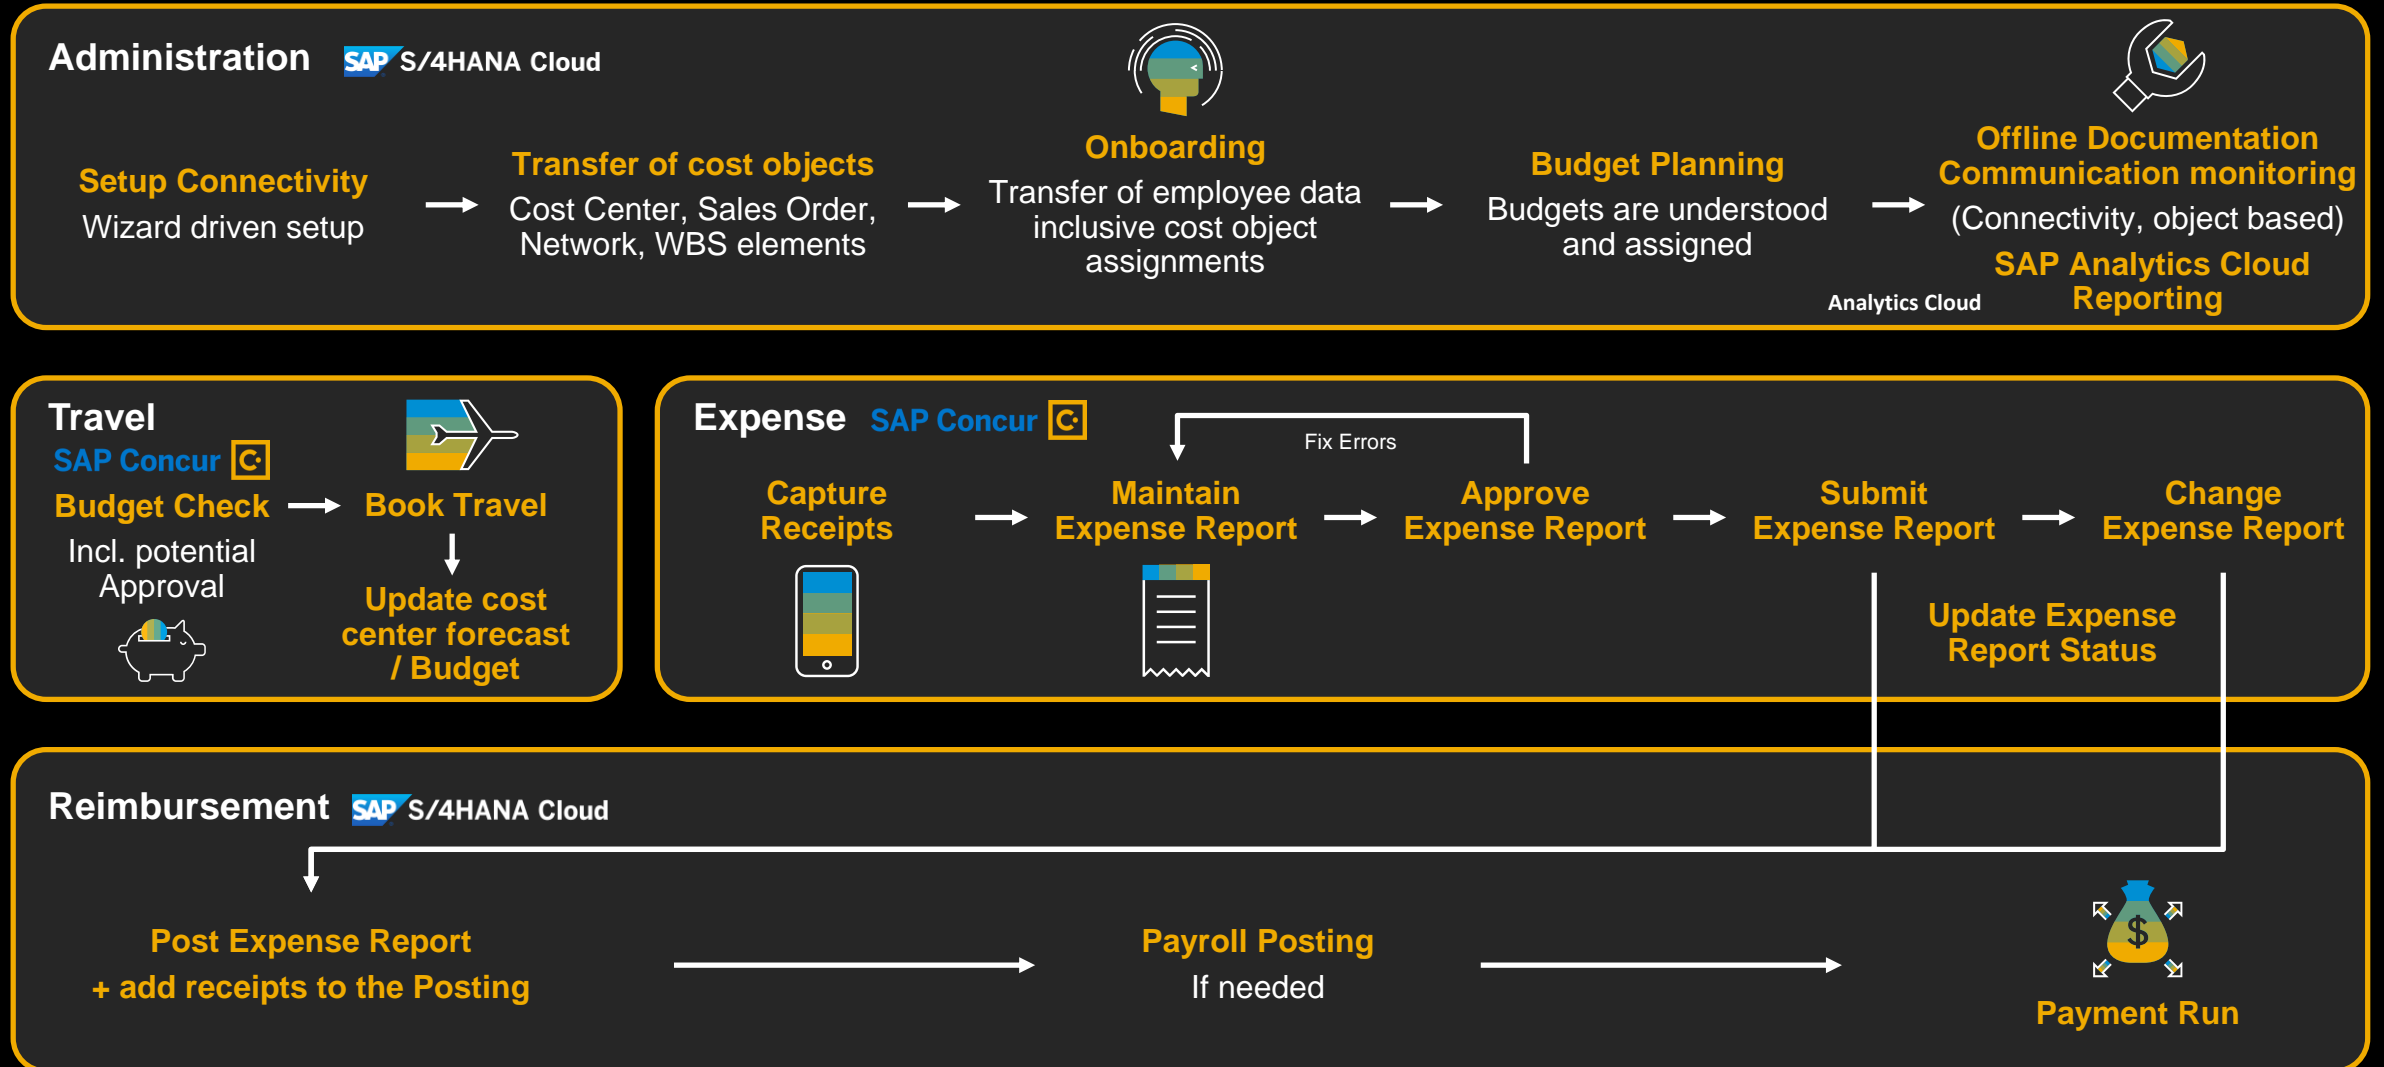 Administration SAP S/4HANA Cloud
Setup Connectivity
Wizard driven setup
Transfer of cost objects
Cost Center, Sales Order,
Network, WBS elements
Onboarding
Transfer of employee data
inclusive cost object
assignments
Budget Planning
Budgets are understood
and assigned
Offline Documentation
Communication monitoring
(Connectivity, object based)
SAP Analytics Cloud
Reporting
Analytics Cloud
Travel
SAP Concur C
Budget Check
Incl. potential
Approval
Book Travel
Update cost
center forecast
/ Budget
Expense SAP Concur C
Fix Errors
Capture
Receipts
Maintain
Expense Report
Approve
Expense Report
Submit
Expense Report
Change
Expense Report
Update Expense
Report Status
Reimbursement SAP S/4HANA Cloud
Post Expense Report
+ add receipts to the Posting
Payroll Posting
If needed
$
Payment Run